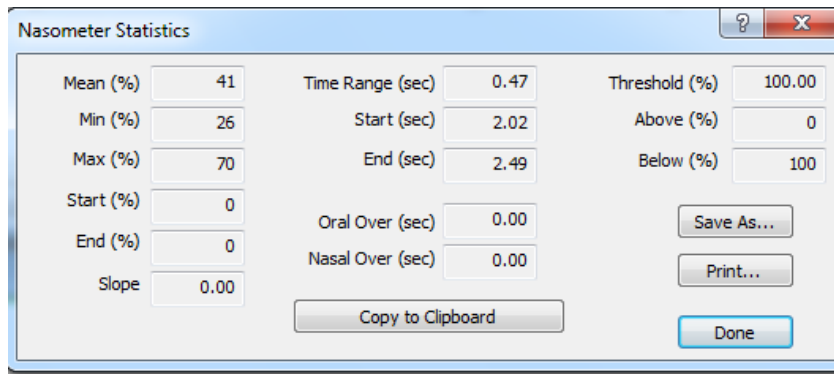 Nasometer Statistics
?
Mean (%) 41 Time Range (sec) 0.47 Threshold (%) 100.00
Min (%) 26 Start (sec) 2.02 Above (%) 0
Max (%) 70 End (sec) 2.49 Below (%) 100
Start (%) 0 Oral Over (sec) 0.00 Save As...
End (%) 0 Nasal Over (sec) 0.00 Print...
Slope 0.00
Copy to Clipboard Done